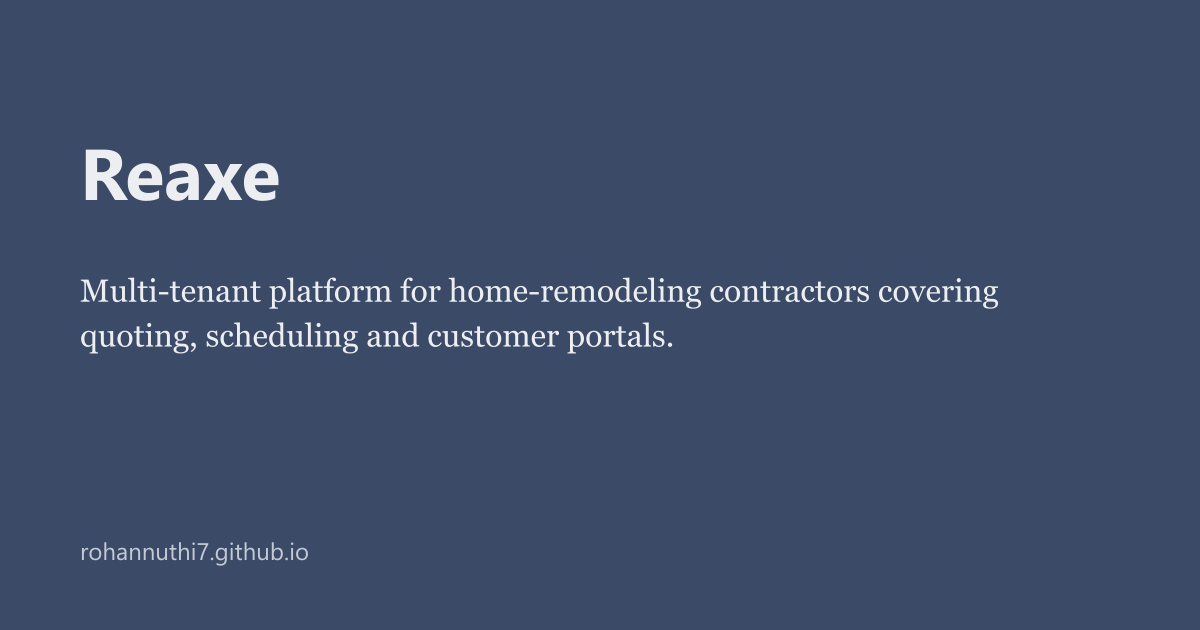 Reaxe
Multi-tenant platform for home-remodeling contractors covering
quoting, scheduling and customer portals.
rohannuthi7.github.io